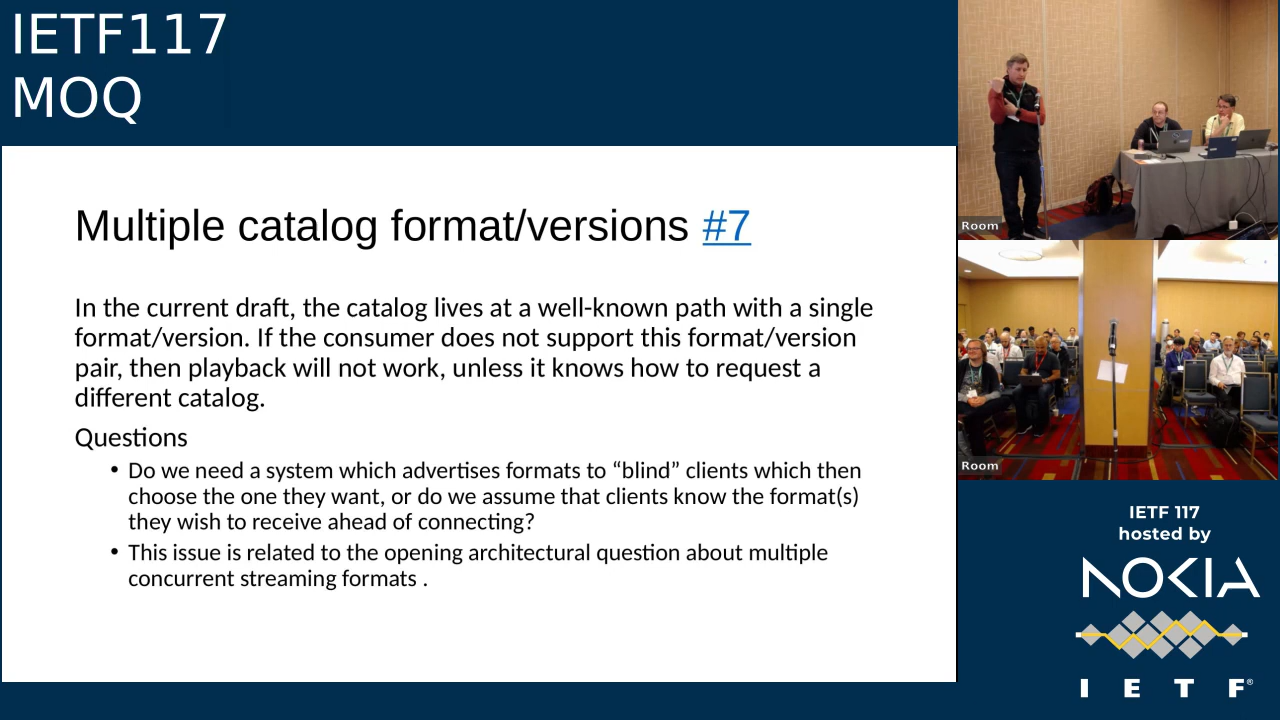 IETF117
MOQ
Multiple catalog format/versions #7
In the current draft, the catalog lives at a well-known path with a single
format/version. If the consumer does not support this format/version
pair, then playback will not work, unless it knows how to request a
different catalog.
Questions
• Do we need a system which advertises formats to “blind” clients which then
choose the one they want, or do we assume that clients know the format(s)
they wish to receive ahead of connecting?
• This issue is related to the opening architectural question about multiple
concurrent streaming formats .
Room
Room
IETF 117
hosted by
NOKIA
I E T F®